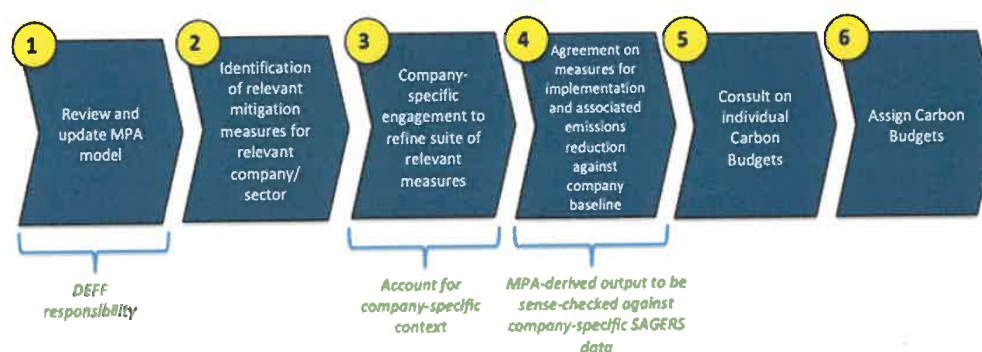 1
Review and
update MPA
model
2
Identification
of relevant
mitigation
measures for
relevant
company/
sector
3
Company-
specific
engagement to
refine suite of
relevant
measures
4
Agreement on
measures for
implementation
and associated
emissions
reduction
against
company
baseline
5
Consult on
individual
Carbon
Budgets
6
Assign Carbon
Budgets
DEFF
responsibility
Account for
company-specific
context
MPA-derived output to be
sense-checked against
company-specific SAGERS
data